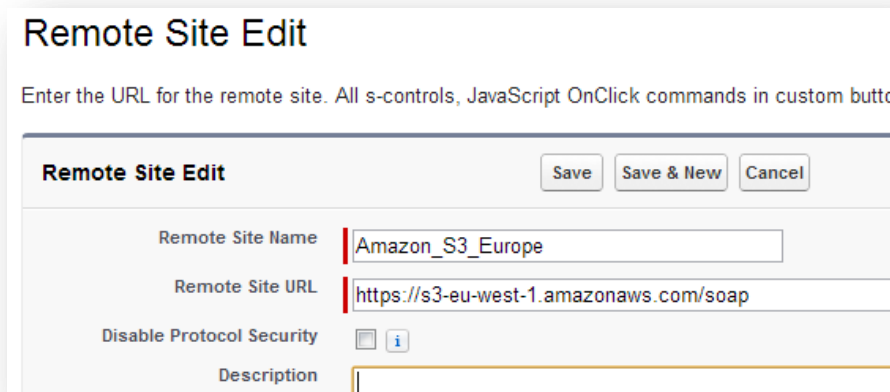 Remote Site Edit
Enter the URL for the remote site. All s-controls, JavaScript OnClick commands in custom
Remote Site Edit Save Save & New Cancel
Remote Site Name Amazon_S3_Europe
Remote Site URL https://s3-eu-west-1.amazonaws.com/soap
Disable Protocol Security i
Description